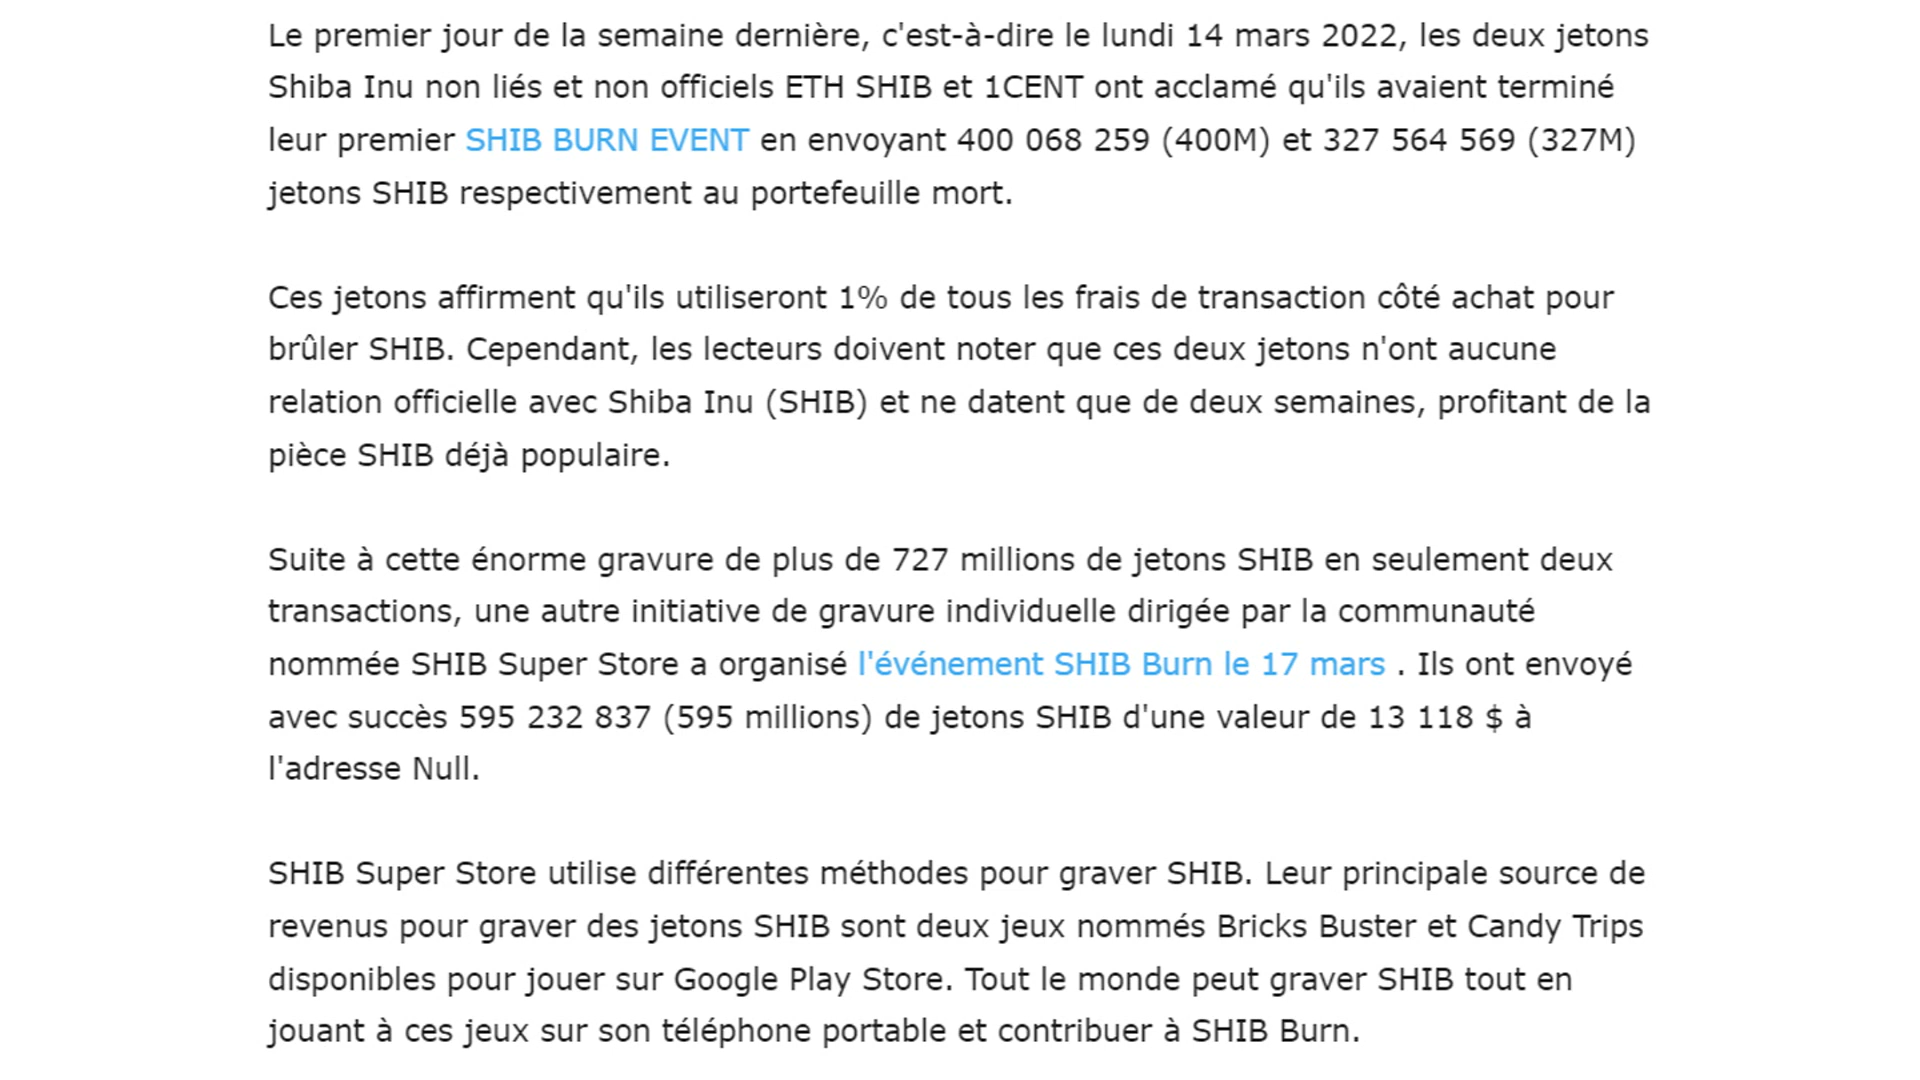 Le premier jour de la semaine dernière, c'est-à-dire le lundi 14 mars 2022, les deux jetons
Shiba Inu non liés et non officiels ETH SHIB et 1CENT ont acclamé qu'ils avaient terminé
leur premier SHIB BURN EVENT en envoyant 400 068 259 (400M) et 327 564 569 (327M)
jetons SHIB respectivement au portefeuille mort.
Ces jetons affirment qu'ils utiliseront 1% de tous les frais de transaction côté achat pour
brûler SHIB. Cependant, les lecteurs doivent noter que ces deux jetons n'ont aucune
relation officielle avec Shiba Inu (SHIB) et ne datent que de deux semaines, profitant de la
pièce SHIB déjà populaire.
Suite à cette énorme gravure de plus de 727 millions de jetons SHIB en seulement deux
transactions, une autre initiative de gravure individuelle dirigée par la communauté
nommée SHIB Super Store a organisé l'événement SHIB Burn le 17 mars . Ils ont envoyé
avec succès 595 232 837 (595 millions) de jetons SHIB d'une valeur de 13 118 $ à
l'adresse Null.
SHIB Super Store utilise différentes méthodes pour graver SHIB. Leur principale source de
revenus pour graver des jetons SHIB sont deux jeux nommés Bricks Buster et Candy Trips
disponibles pour jouer sur Google Play Store. Tout le monde peut graver SHIB tout en
jouant à ces jeux sur son téléphone portable et contribuer à SHIB Burn.